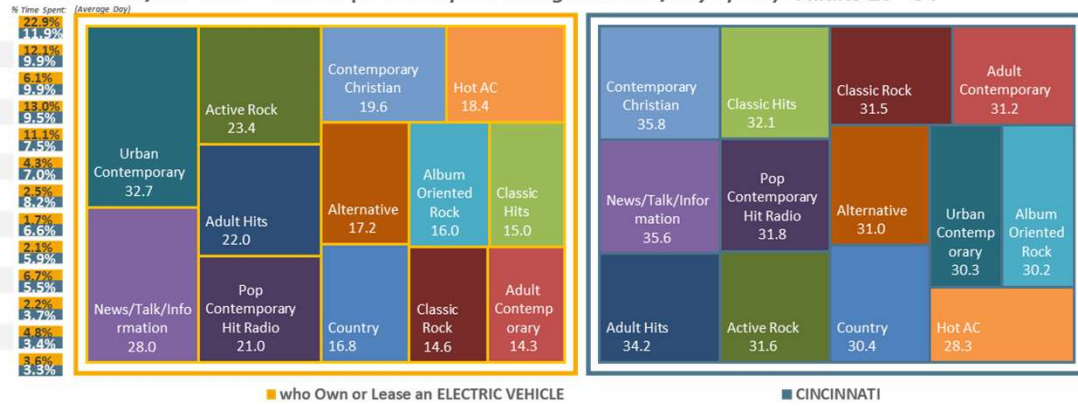 % Time Spent: (Average Day)
22.9%
11.9%
12.1%
9.9%
6.1%
9.9%
13.0%
9.5%
11.1%
7.5%
4.3%
7.0%
2.5%
8.2%
1.7%
6.6%
2.1%
5.9%
6.7%
5.5%
2.2%
3.7%
4.8%
3.4%
3.6%
3.3%
Urban
Contemporary
32.7
News/Talk/Info
rmation
28.0
Active Rock
23.4
Adult Hits
22.0
Pop
Contemporary
Hit Radio
21.0
Contemporary
Christian
19.6
Hot AC
18.4
Alternative
17.2
Album
Oriented
Rock
16.0
Classic
Hits
15.0
Country
16.8
Classic
Rock
14.6
Adult
Contemp
orary
14.3
Contemporary
Christian
35.8
News/Talk/Infor
mation
35.6
Adult Hits
34.2
Classic Hits
32.1
Pop
Contemporary
Hit Radio
31.8
Active Rock
31.6
Classic Rock
31.5
Adult
Contemporary
31.2
Alternative
31.0
Urban
Contemp
orary
30.3
Album
Oriented
Rock
30.2
Country
30.4
Hot AC
28.3
who Own or Lease an ELECTRIC VEHICLE
CINCINNATI